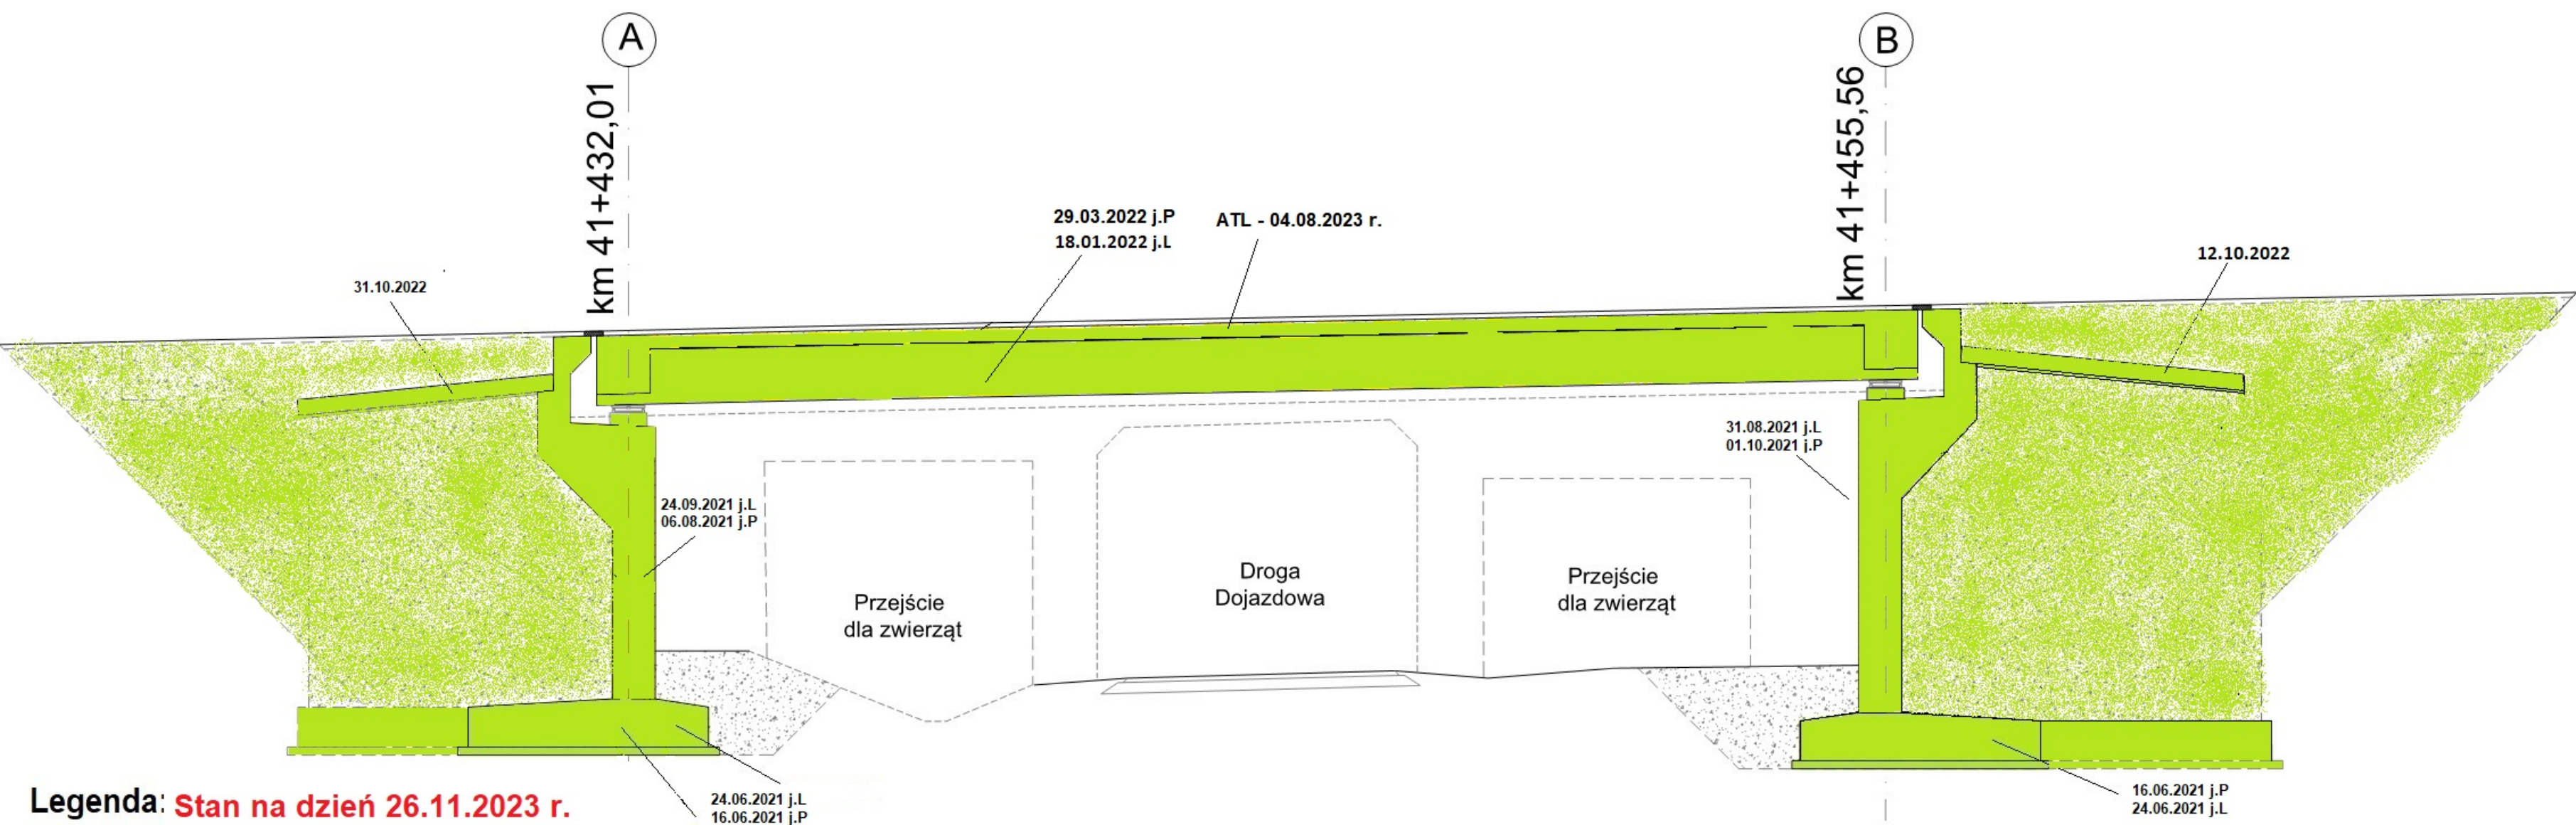 A
B
km 41+432,01
km 41+455,56
29.03.2022 j.P
18.01.2022 j.L
ATL - 04.08.2023 r.
12.10.2022
31.10.2022
31.08.2021 j.L
01.10.2021 j.P
24.09.2021 j.L
06.08.2021 j.P
Przejście
dla zwierząt
Droga
Dojazdowa
Przejście
dla zwierząt
24.06.2021 j.L
16.06.2021 j.P
16.06.2021 j.P
24.06.2021 j.L
Legenda: Stan na dzień 26.11.2023 r.